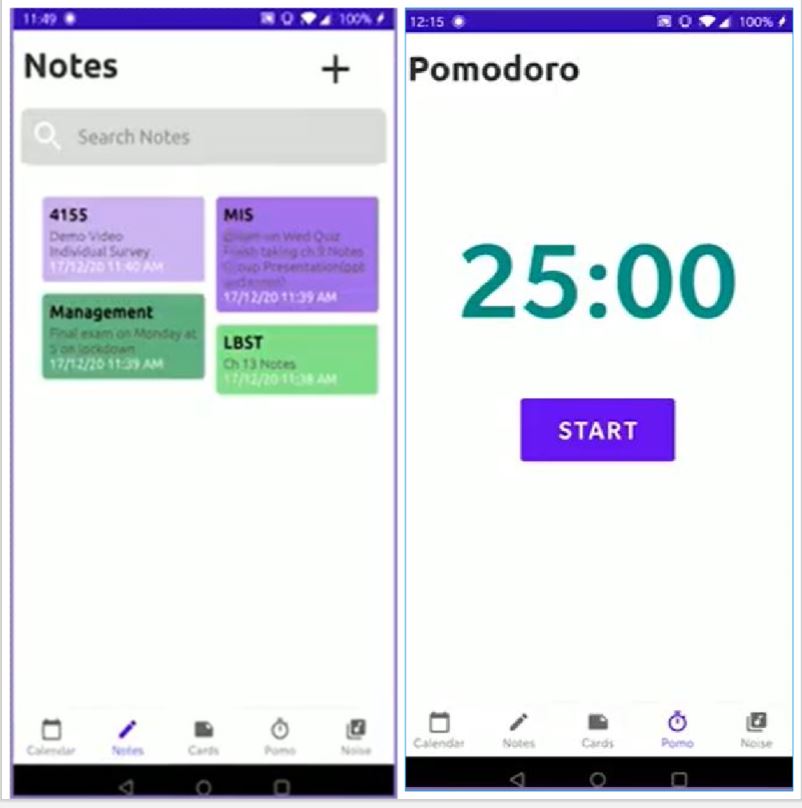 11:49
100%
Notes
+
Search Notes
4155
Demo Video
Individual Survey
17/12/20 11:40 AM
Management
Final exam on Monday at
5 on lockdown
17/12/20 11:39 AM
MIS
on Wed Quiz
Finish taking ch 9 Notes
Group Presentation(ppt
17/12/20 11:39 AM
LBST
Ch 13 Notes
17/12/20 11:38 AM
Calendar
Notes
Cards
Pomo
Noise
12:15
100%
Pomodoro
25:00
START
Calendar
Notes
Cards
Pomo
Noise